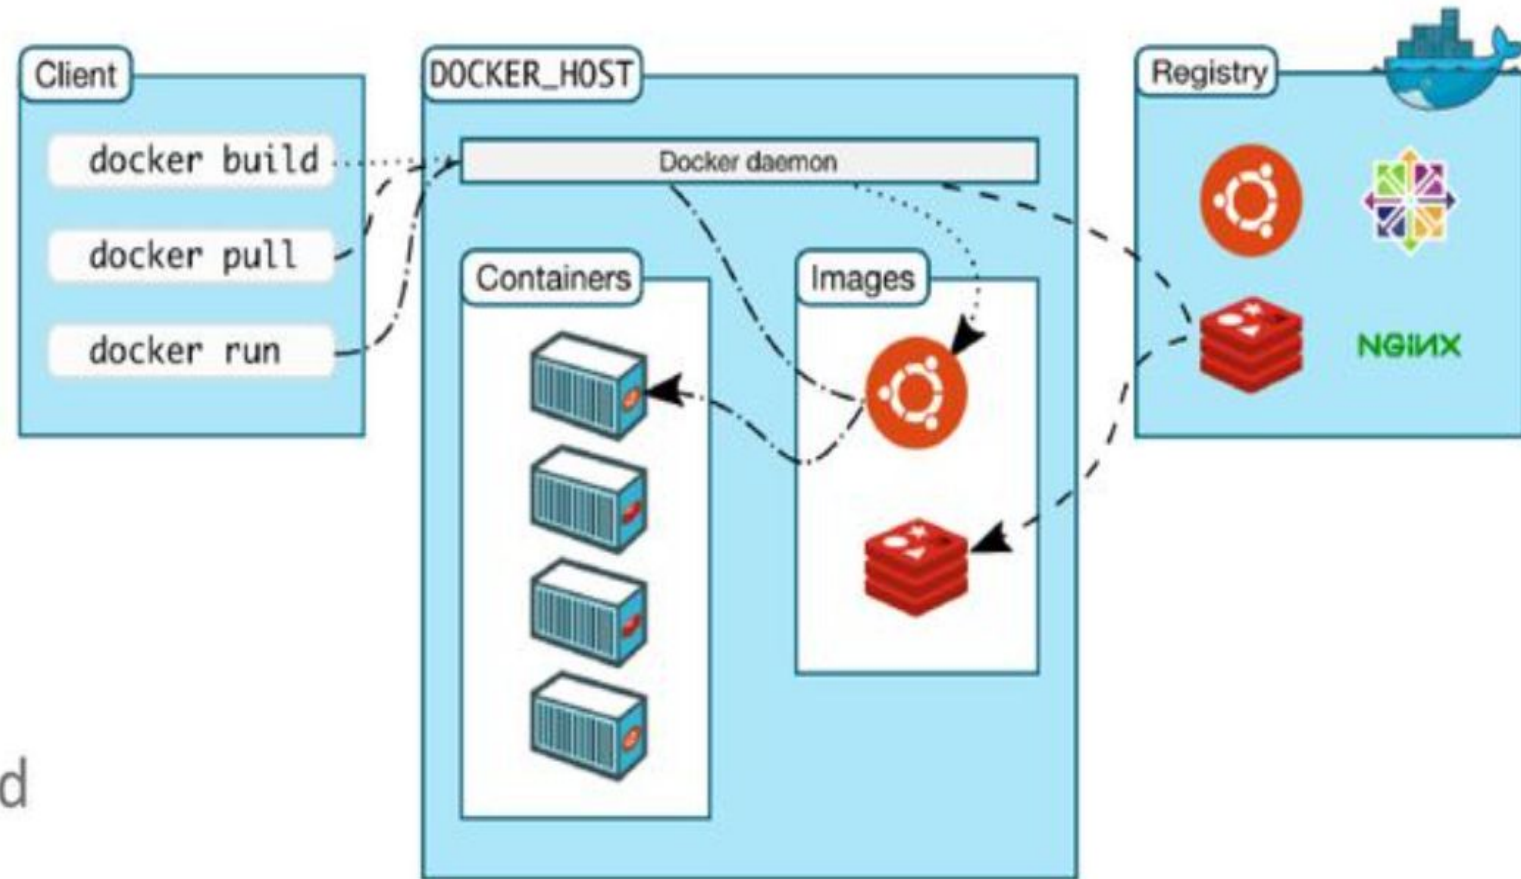 Client
docker build
docker pull
docker run
DOCKER_HOST
Docker daemon
Containers
Images
Registry
NGINX
d